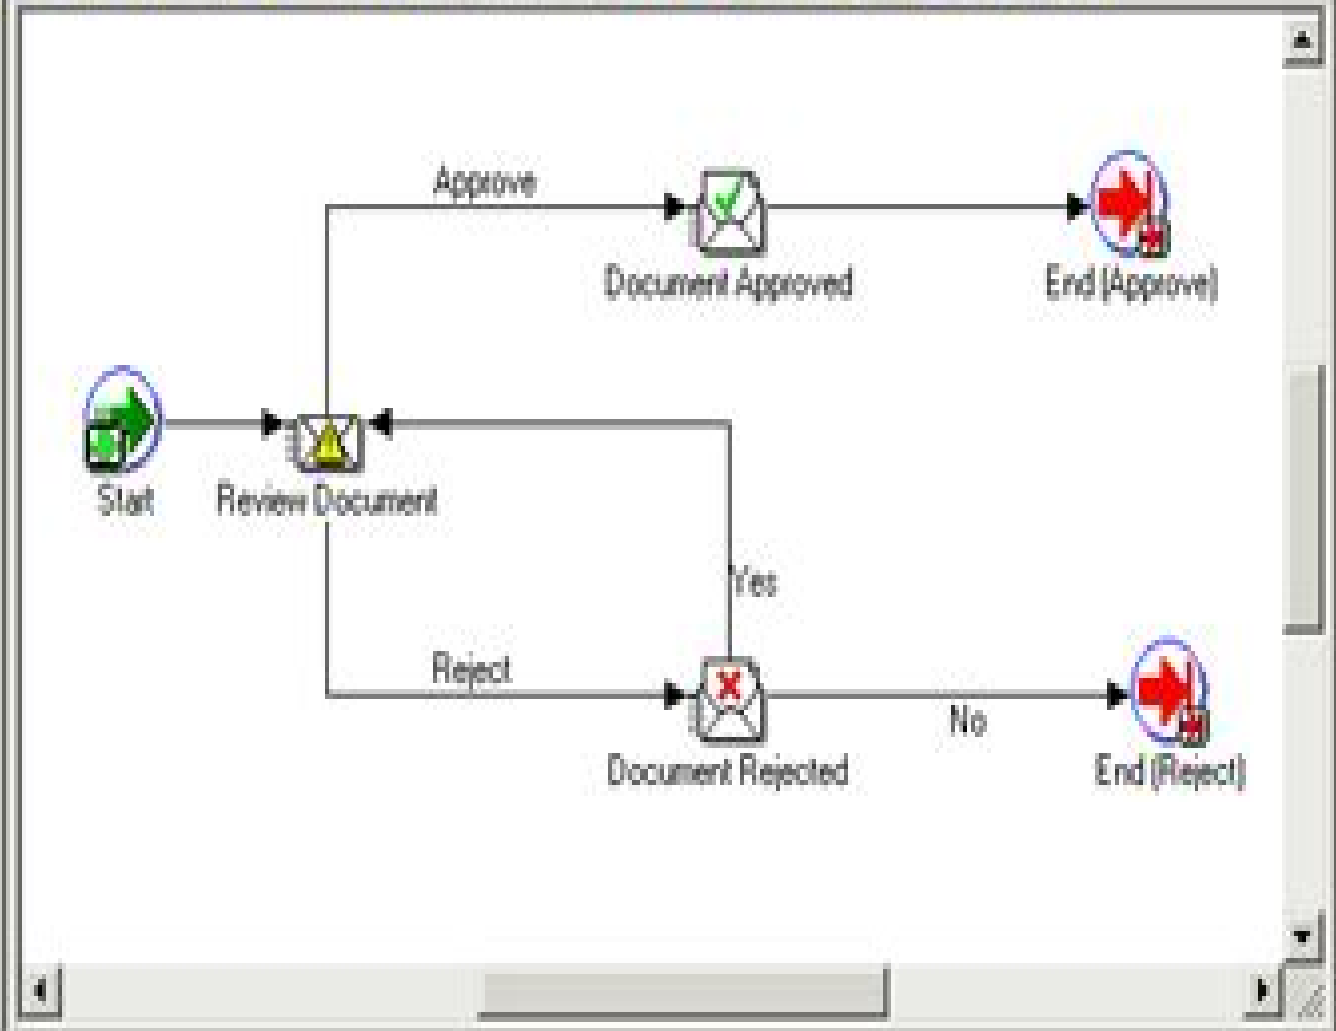 Approve
Document Approved
End (Approve)
Start
Review Document
Yes
Reject
No
Document Rejected
End (Reject)